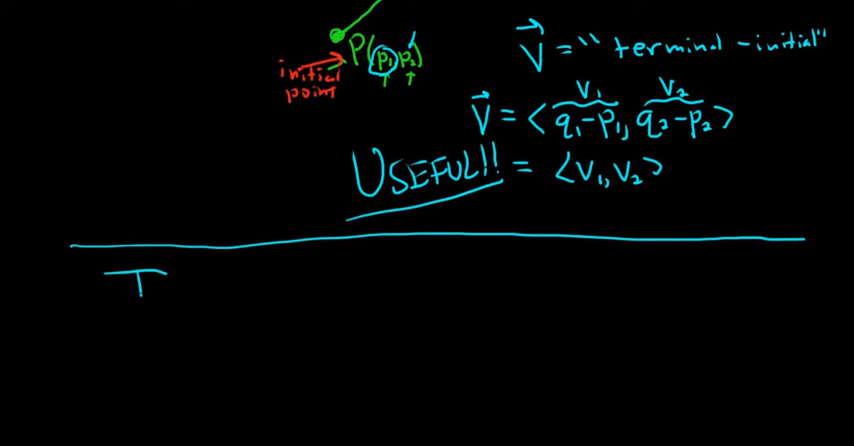 P(p₁, p₂)
initial
point
V⃗ = "terminal - initial"
v₁ v₂
V⃗ = <q₁-p₁, q₂-p₂>
USEFUL!! = <v₁, v₂>
T